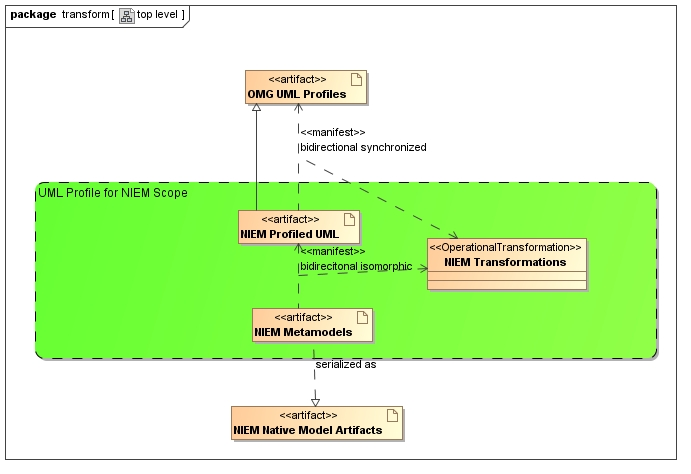 package transform[ top level ]
<<artifact>>
OMG UML Profiles
<<manifest>>
bidirectional synchronized
UML Profile for NIEM Scope
<<artifact>>
NIEM Profiled UML
<<manifest>>
bidirecitonal isomorphic
<<OperationalTransformation>>
NIEM Transformations
<<artifact>>
NIEM Metamodels
serialized as
<<artifact>>
NIEM Native Model Artifacts